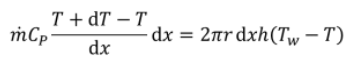 ṁC_P (T + dT − T)/dx dx = 2πr dxh(T_w − T)